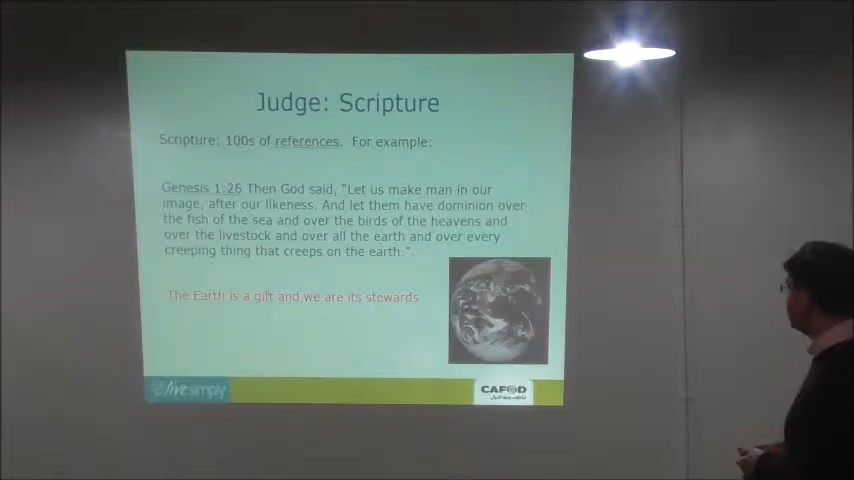 Judge: Scripture
Scripture: 100s of references. For example:
Genesis 1:26 Then God said, "Let us make man in our
image, after our likeness. And let them have dominion over
the fish of the sea and over the birds of the heavens and
over the livestock and over all the earth and over every
creeping thing that creeps on the earth.".
The Earth is a gift and we are its stewards
livesimply
CAFOD